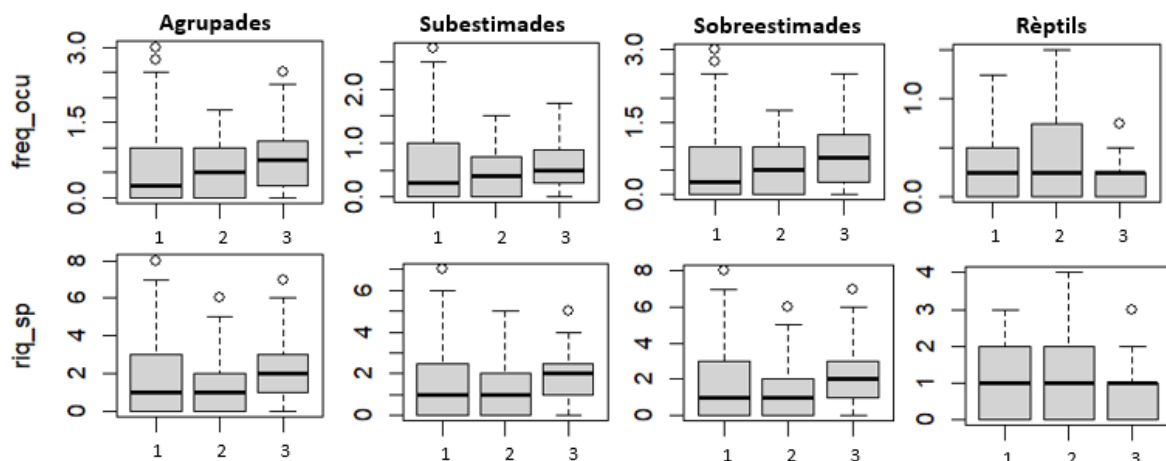 Agrupades Subestimades Sobreestimades Rèptils
freq_ocu
0.0 1.5 3.0
0.0 1.0 2.0
0.0 1.5 3.0
0.0 1.0
1 2 3 1 2 3 1 2 3 1 2 3
riq_sp
0 2 4 6 8
0 2 4 6
0 2 4 6 8
0 1 2 3 4
1 2 3 1 2 3 1 2 3 1 2 3